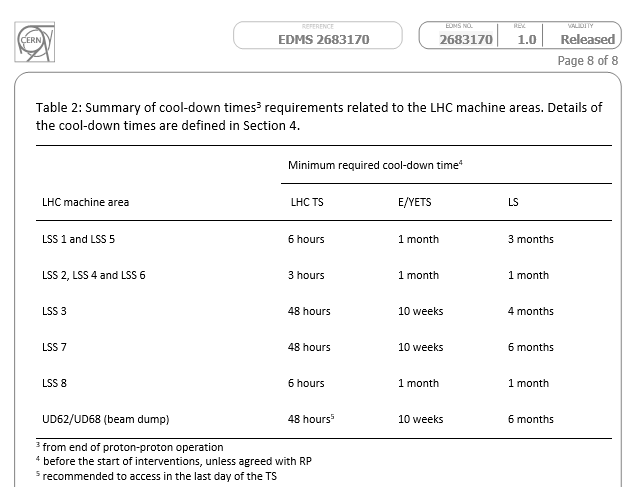 CERN
REFERENCE
EDMS 2683170
EDMS NO.
REV.
VALIDITY
2683170
1.0
Released
Page 8 of 8
Table 2: Summary of cool-down times³ requirements related to the LHC machine areas. Details of
the cool-down times are defined in Section 4.
Minimum required cool-down time⁴
LHC machine area LHC TS E/YETS LS
LSS 1 and LSS 5 6 hours 1 month 3 months
LSS 2, LSS 4 and LSS 6 3 hours 1 month 1 month
LSS 3 48 hours 10 weeks 4 months
LSS 7 48 hours 10 weeks 6 months
LSS 8 6 hours 1 month 1 month
UD62/UD68 (beam dump) 48 hours⁵ 10 weeks 6 months
³ from end of proton-proton operation
⁴ before the start of interventions, unless agreed with RP
⁵ recommended to access in the last day of the TS